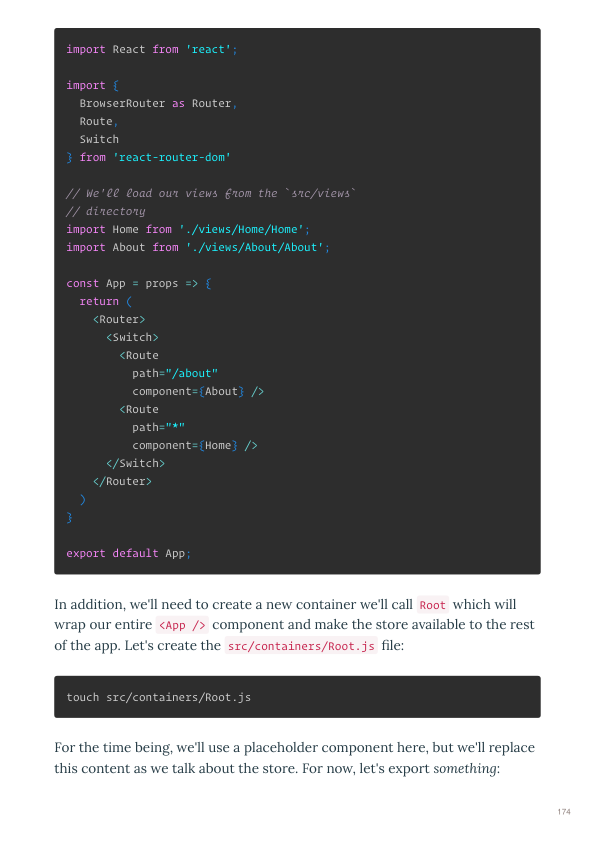 import React from 'react';

import {
  BrowserRouter as Router,
  Route,
  Switch
} from 'react-router-dom'

// We'll load our views from the `src/views`
// directory
import Home from './views/Home/Home';
import About from './views/About/About';

const App = props => {
  return (
    <Router>
      <Switch>
        <Route
          path="/about"
          component={About} />
        <Route
          path="*"
          component={Home} />
      </Switch>
    </Router>
  )
}

export default App;

In addition, we'll need to create a new container we'll call Root which will
wrap our entire <App /> component and make the store available to the rest
of the app. Let's create the src/containers/Root.js file:

touch src/containers/Root.js

For the time being, we'll use a placeholder component here, but we'll replace
this content as we talk about the store. For now, let's export something:

174